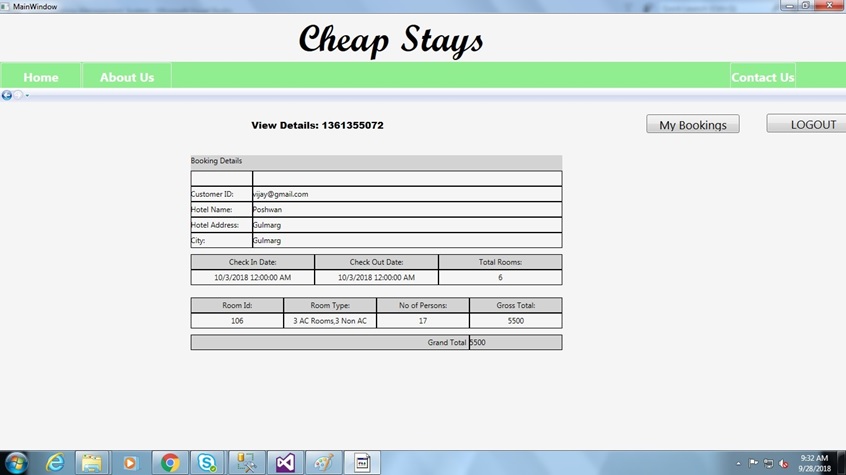 MainWindow
Cheap Stays
Home About Us Contact Us
View Details: 1361355072 My Bookings LOGOUT
Booking Details
Customer ID: vijay@gmail.com
Hotel Name: Poshwan
Hotel Address: Gulmarg
City: Gulmarg
Check In Date: Check Out Date: Total Rooms:
10/3/2018 12:00:00 AM 10/3/2018 12:00:00 AM 6
Room Id: Room Type: No of Persons: Gross Total:
106 3 AC Rooms,3 Non AC 17 5500
Grand Total 5500
9:32 AM
9/28/2018